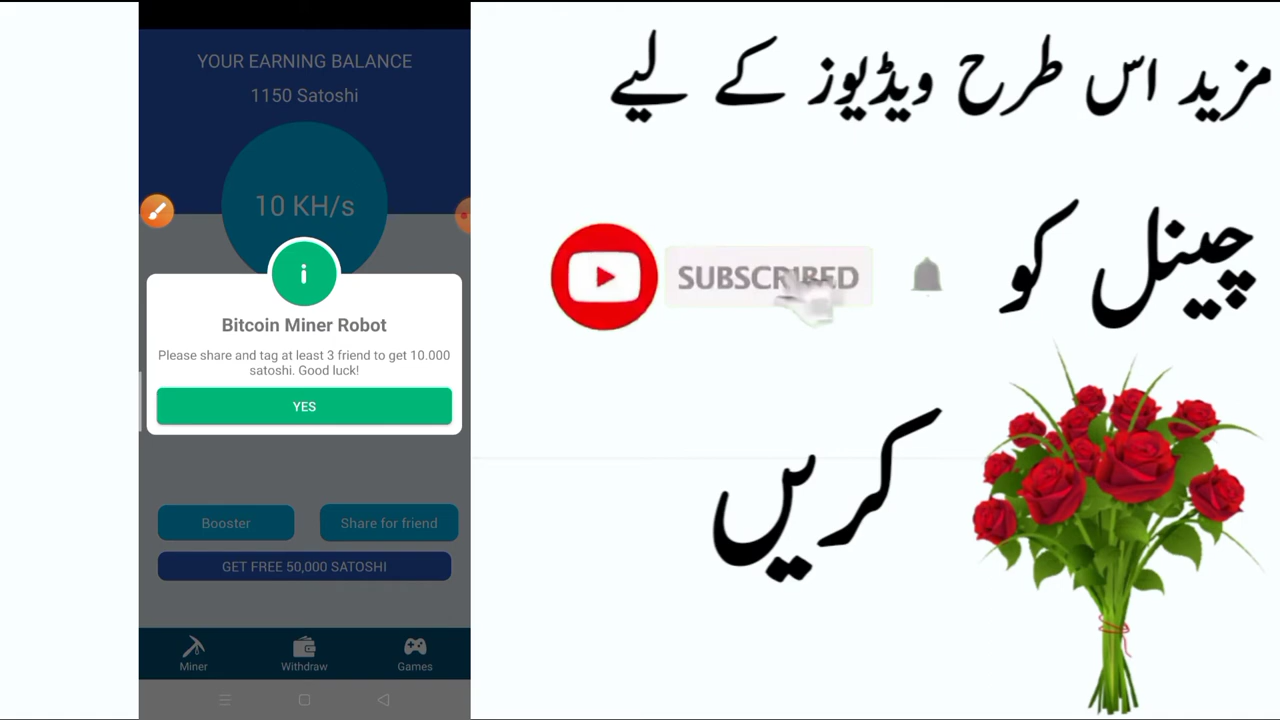 YOUR EARNING BALANCE
1150 Satoshi
10 KH/s
Bitcoin Miner Robot
Please share and tag at least 3 friend to get 10.000
satoshi. Good luck!
YES
Booster
Share for friend
GET FREE 50,000 SATOSHI
Miner
Withdraw
Games
مزید اس طرح ویڈیوز کے لیے
چینل کو
SUBSCRIBED
کریں